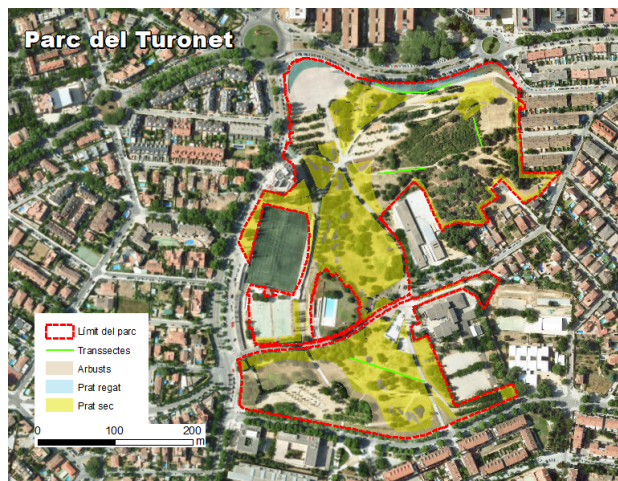 Parc del Turonet
Límit del parc
Transsectes
Arbusts
Prat regat
Prat sec
0 100 200
m